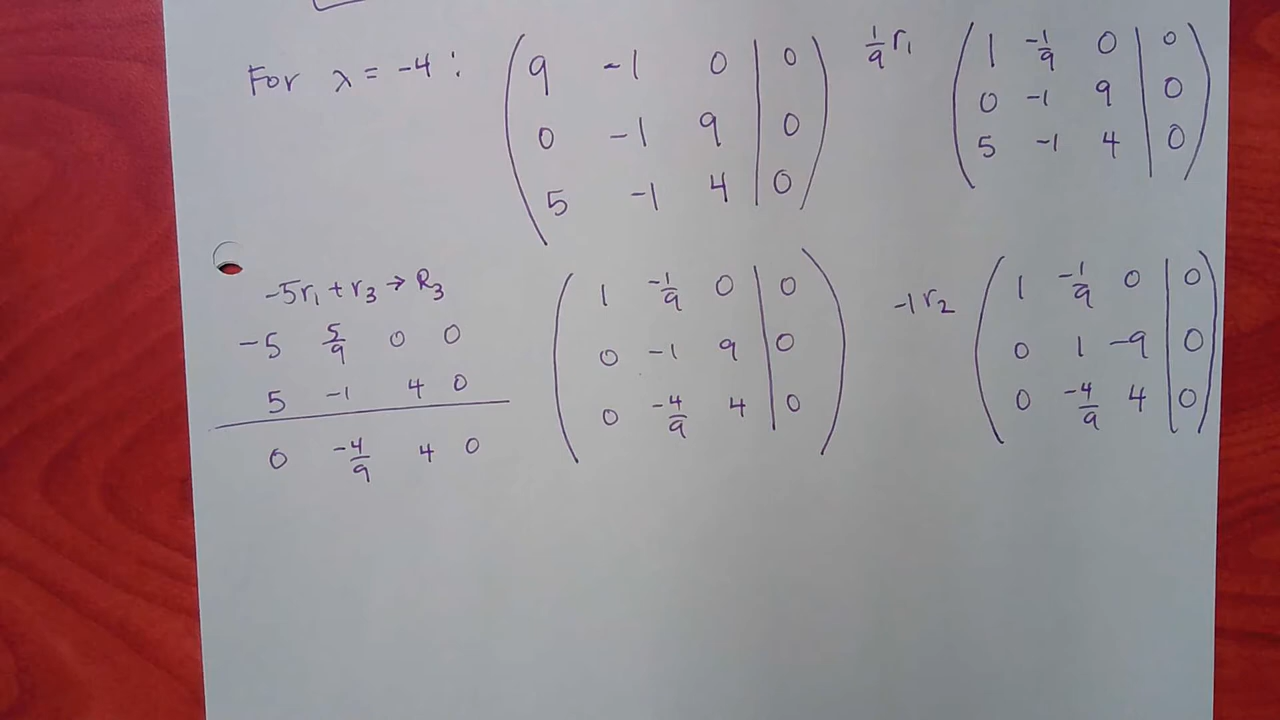 For λ = -4 : ( 9 -1 0 | 0 ) 1/9 r₁ ( 1 -1/9 0 | 0 )
( 0 -1 9 | 0 ) ( 0 -1 9 | 0 )
( 5 -1 4 | 0 ) ( 5 -1 4 | 0 )
-5r₁ + r₃ → R₃ ( 1 -1/9 0 | 0 ) -1r₂ ( 1 -1/9 0 | 0 )
-5 5/9 0 0 ( 0 -1 9 | 0 ) ( 0 1 -9 | 0 )
5 -1 4 0 ( 0 -4/9 4 | 0 ) ( 0 -4/9 4 | 0 )
0 -4/9 4 0